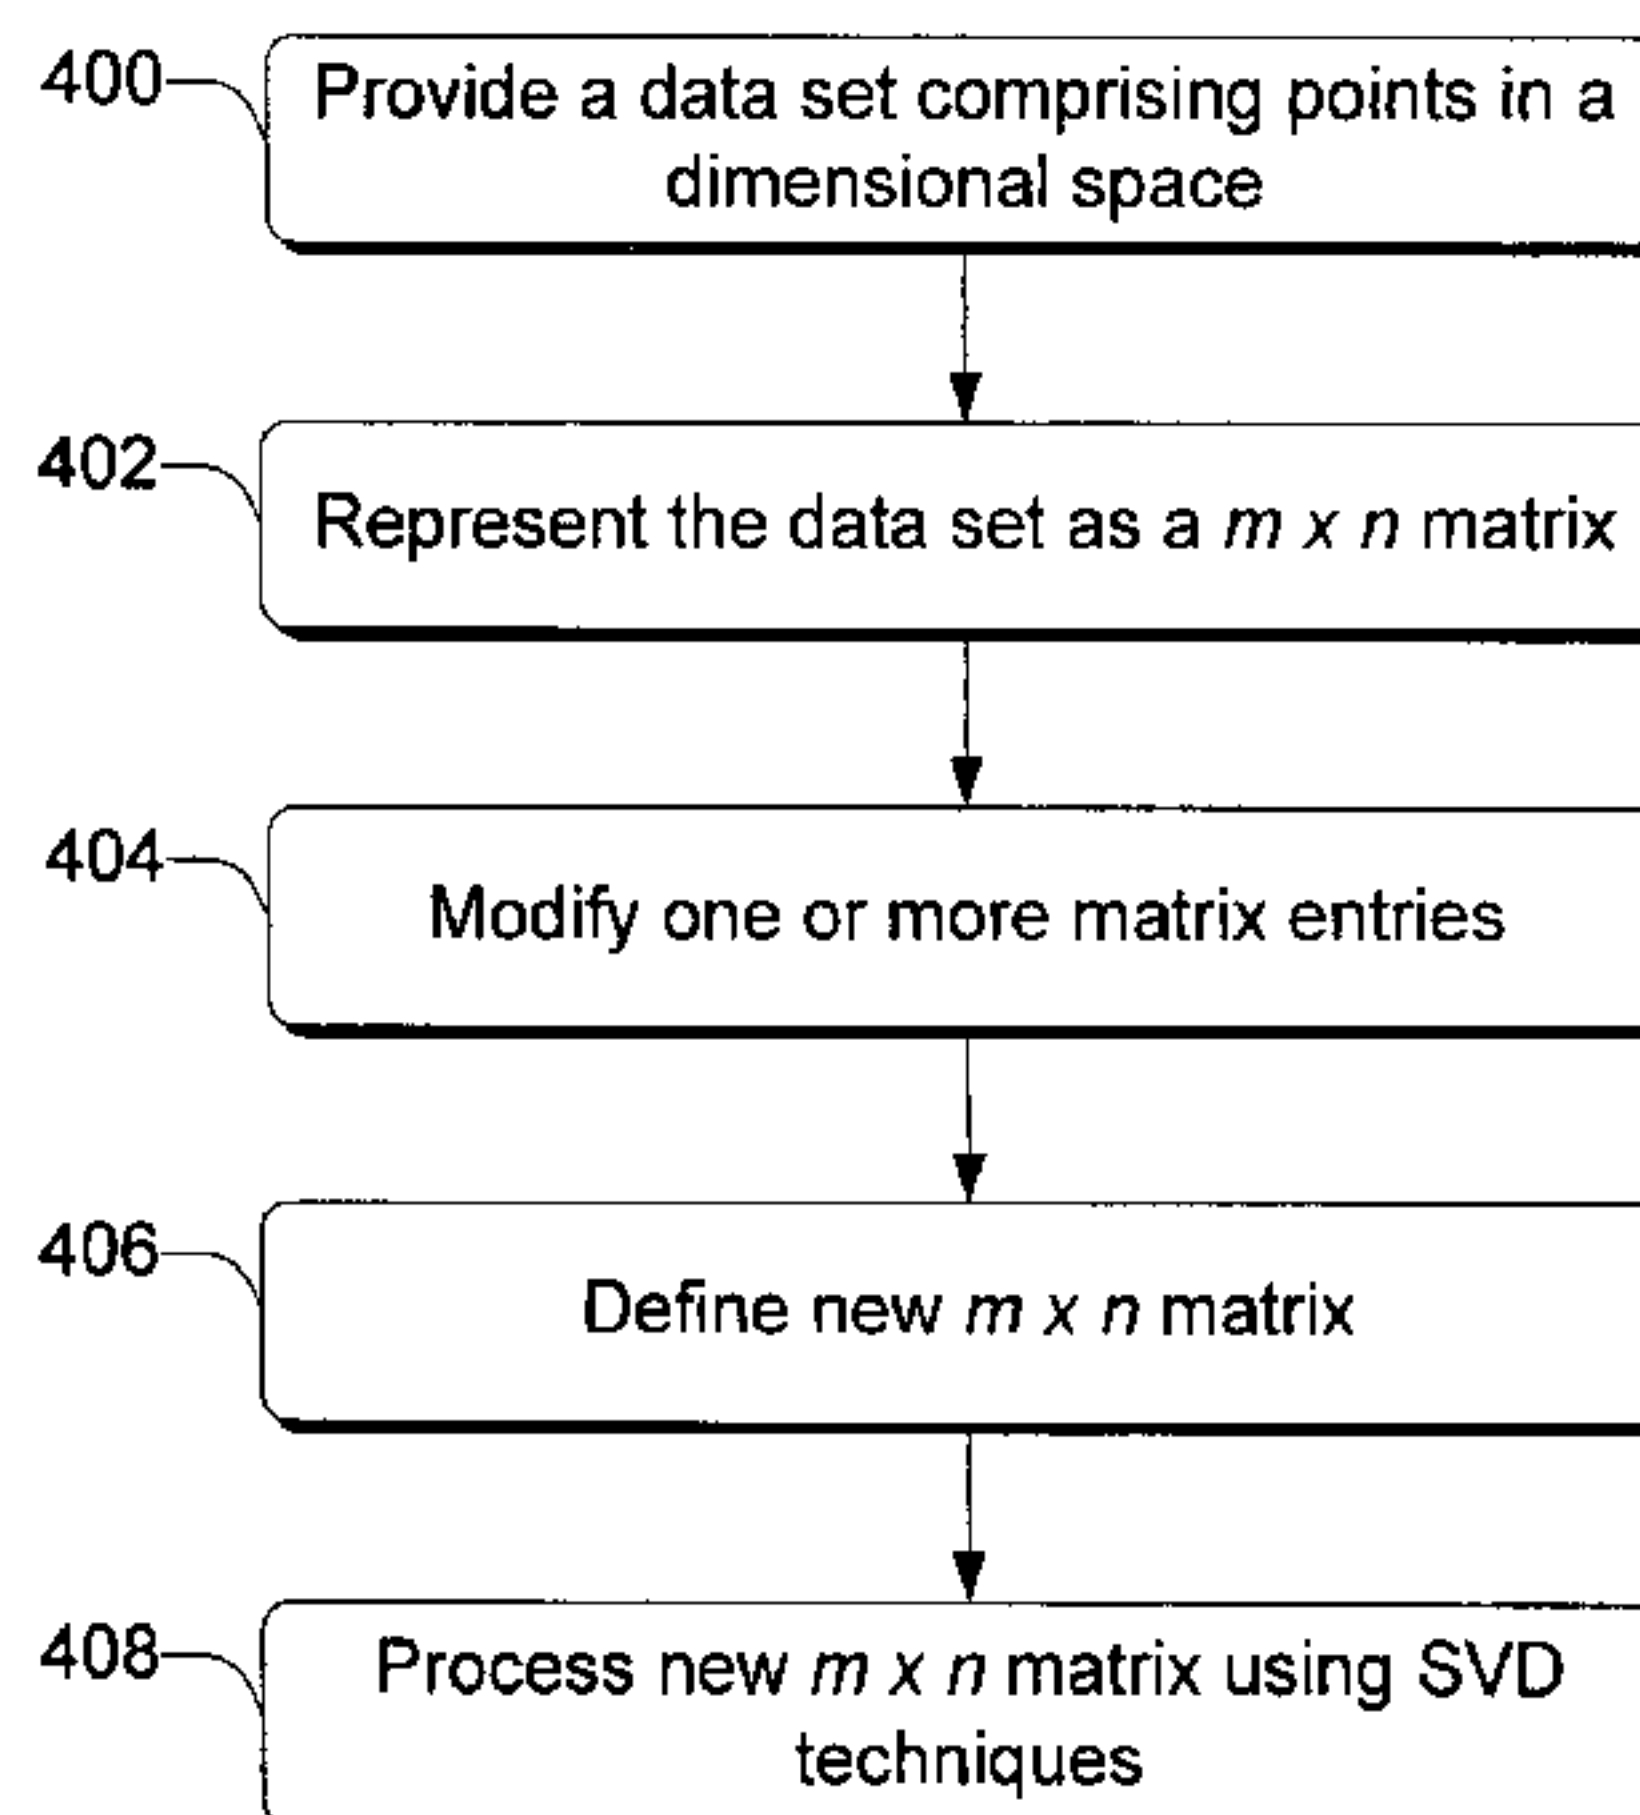 400
Provide a data set comprising points in a
dimensional space
402
Represent the data set as a m x n matrix
404
Modify one or more matrix entries
406
Define new m x n matrix
408
Process new m x n matrix using SVD
techniques